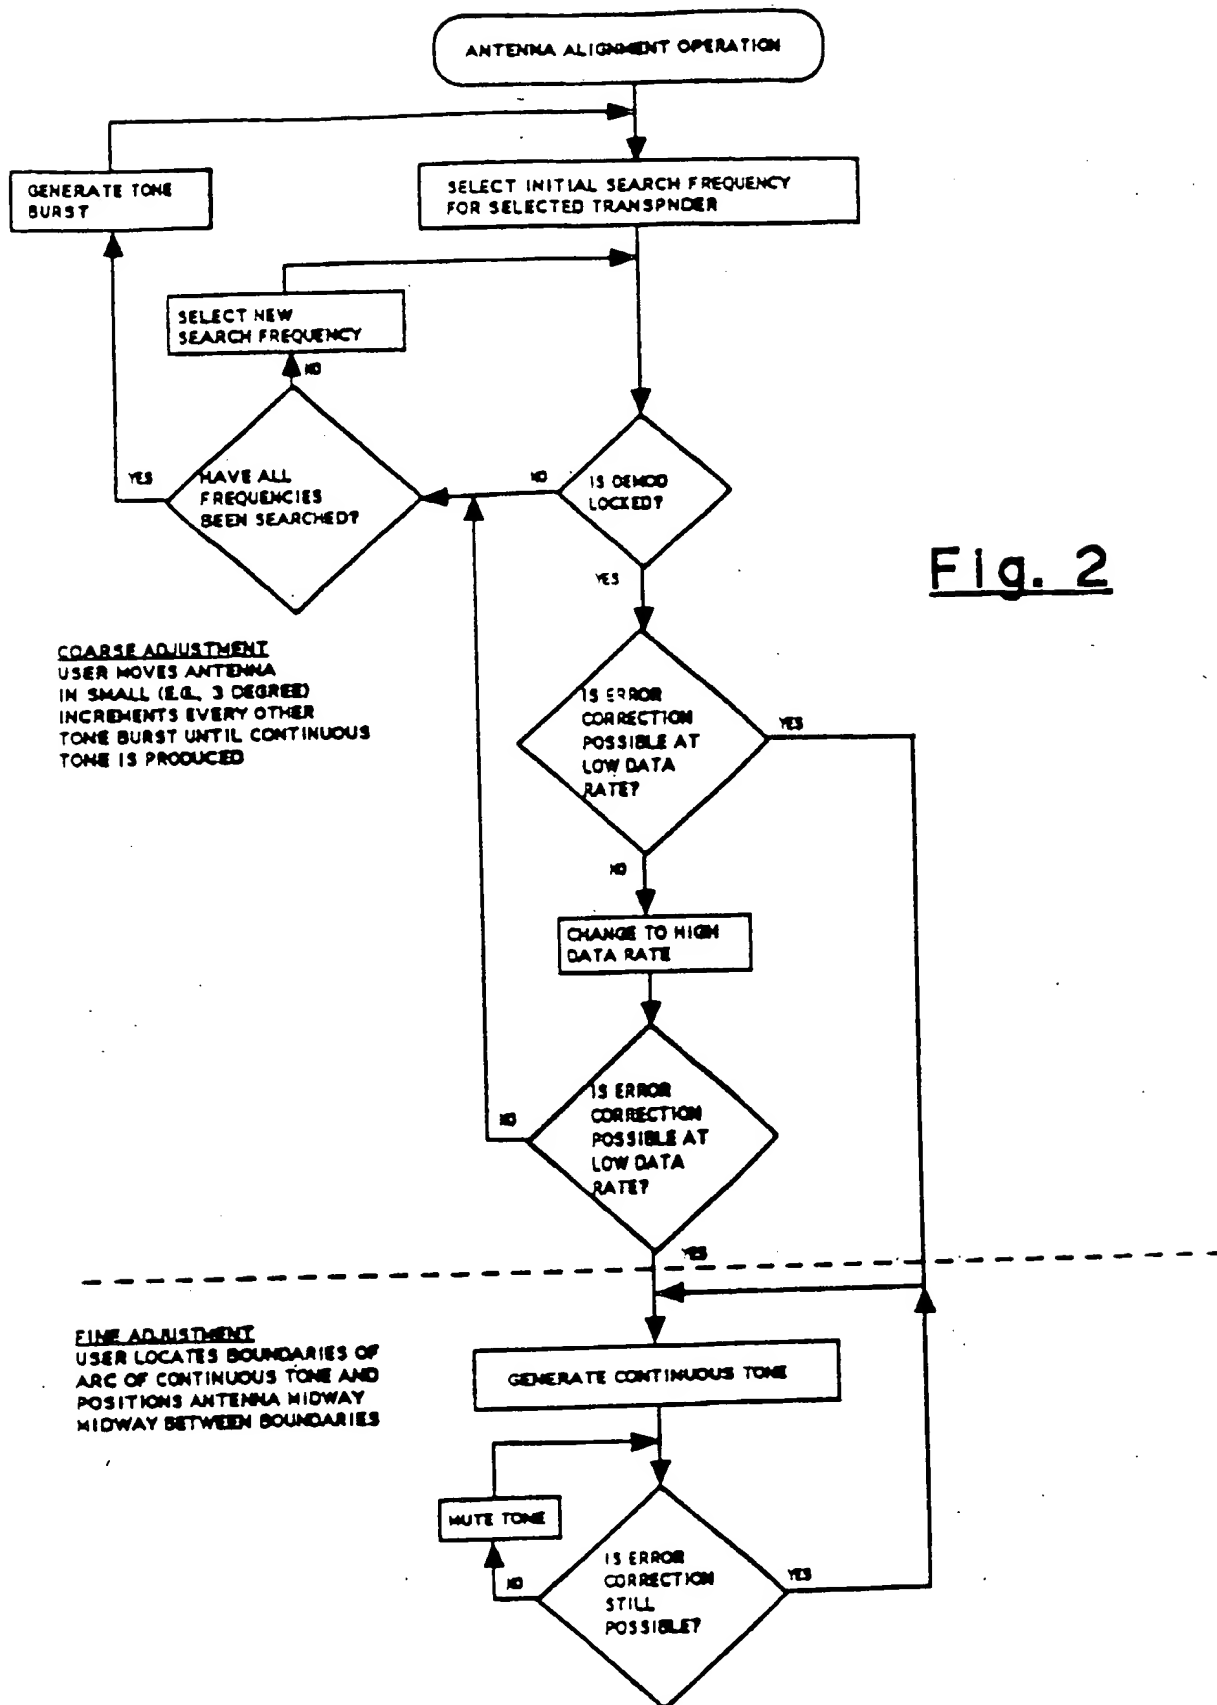 ANTENNA ALIGNMENT OPERATION
GENERATE TONE
BURST
SELECT INITIAL SEARCH FREQUENCY
FOR SELECTED TRANSPNDER
SELECT NEW
SEARCH FREQUENCY
NO
YES
HAVE ALL
FREQUENCIES
BEEN SEARCHED?
NO
IS DEMOD
LOCKED?
YES
Fig. 2
COARSE ADJUSTMENT
USER MOVES ANTENNA
IN SMALL (E.G., 3 DEGREE)
INCREMENTS EVERY OTHER
TONE BURST UNTIL CONTINUOUS
TONE IS PRODUCED
IS ERROR
CORRECTION
POSSIBLE AT
LOW DATA
RATE?
YES
NO
CHANGE TO HIGH
DATA RATE
IS ERROR
CORRECTION
POSSIBLE AT
LOW DATA
RATE?
NO
YES
FINE ADJUSTMENT
USER LOCATES BOUNDARIES OF
ARC OF CONTINUOUS TONE AND
POSITIONS ANTENNA MIDWAY
MIDWAY BETWEEN BOUNDARIES
GENERATE CONTINUOUS TONE
MUTE TONE
NO
IS ERROR
CORRECTION
STILL
POSSIBLE?
YES